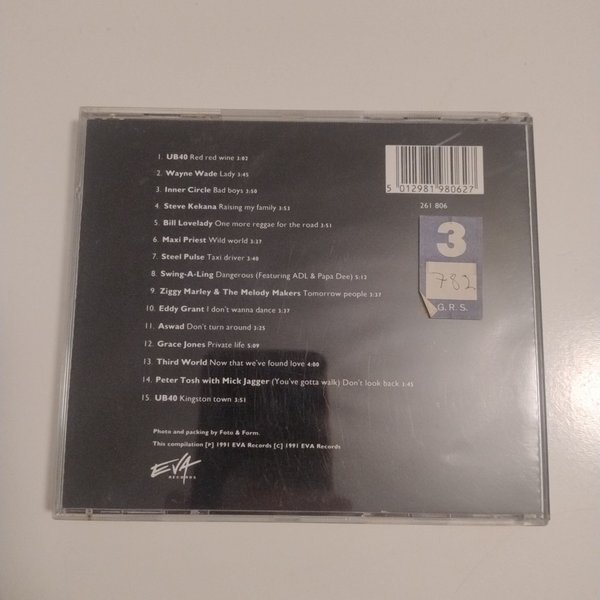 1. UB40 Red red wine 3:02
2. Wayne Wade Lady 3:45
3. Inner Circle Bad boys 3:50
4. Steve Kekana Raising my family 3:53
5. Bill Lovelady One more reggae for the road 3:51
6. Maxi Priest Wild world 3:37
7. Steel Pulse Taxi driver 3:40
8. Swing-A-Ling Dangerous (Featuring ADL & Papa Dee) 5:12
9. Ziggy Marley & The Melody Makers Tomorrow people 3:37
10. Eddy Grant I don't wanna dance 3:37
11. Aswad Don't turn around 3:25
12. Grace Jones Private life 5:09
13. Third World Now that we've found love 4:00
14. Peter Tosh with Mick Jagger (You've gotta walk) Don't look back 3:45
15. UB40 Kingston town 3:51
Photo and packing by Foto & Form.
This compilation [P] 1991 EVA Records [C] 1991 EVA Records
EVA
RECORDS
5 012981 980627
261 806
3
782
G.R.S.